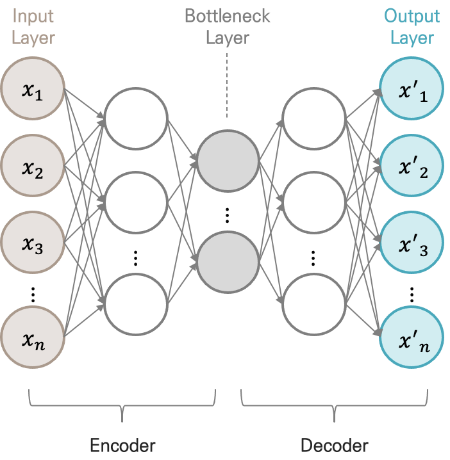 Input
Layer
Bottleneck
Layer
Output
Layer
x₁
x₂
x₃
⋮
xₙ
...
...
...
x′₁
x′₂
x′₃
⋮
x′ₙ
Encoder
Decoder